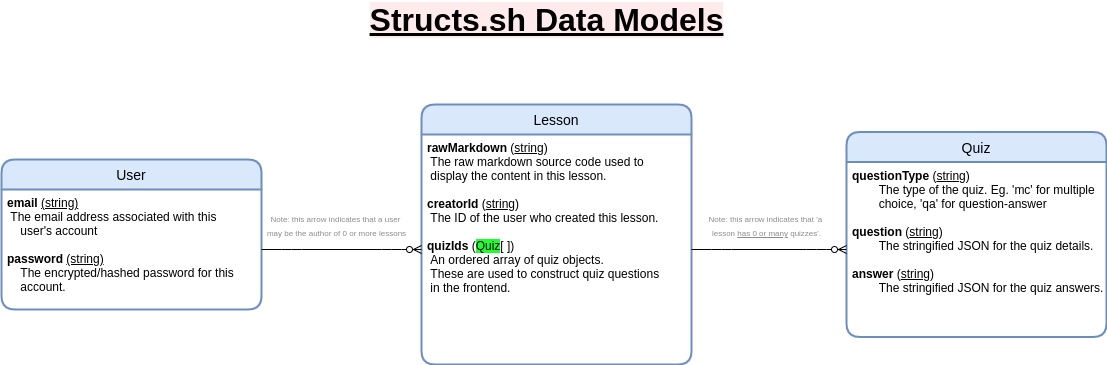 Structs.sh Data Models
User
email (string)
The email address associated with this
user's account
password (string)
The encrypted/hashed password for this
account.
Note: this arrow indicates that a user
may be the author of 0 or more lessons
Lesson
rawMarkdown (string)
The raw markdown source code used to
display the content in this lesson.
creatorId (string)
The ID of the user who created this lesson.
quizIds (Quiz[ ])
An ordered array of quiz objects.
These are used to construct quiz questions
in the frontend.
Note: this arrow indicates that 'a
lesson has 0 or many quizzes'.
Quiz
questionType (string)
The type of the quiz. Eg. 'mc' for multiple
choice, 'qa' for question-answer
question (string)
The stringified JSON for the quiz details.
answer (string)
The stringified JSON for the quiz answers.